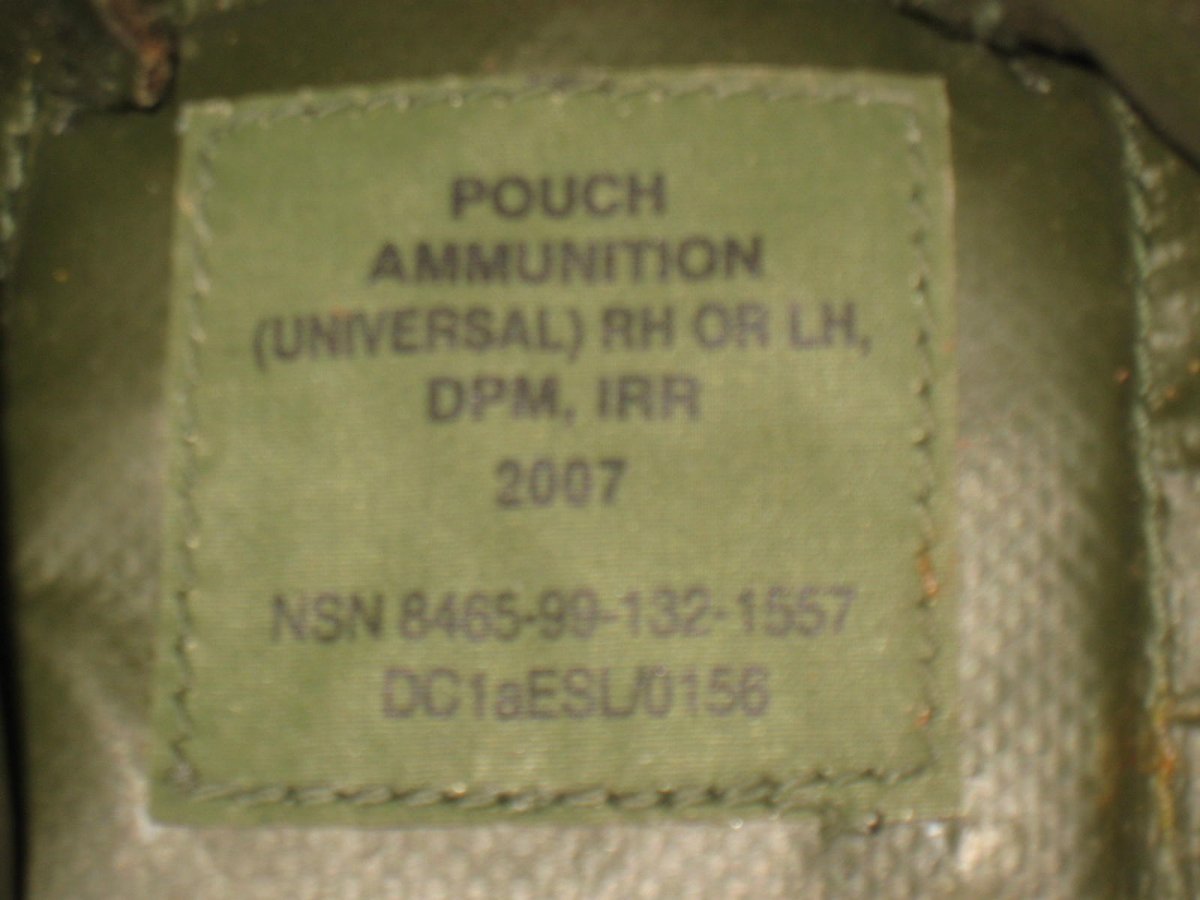 POUCH
AMMUNITION
(UNIVERSAL) RH OR LH,
DPM, IRR
2007
NSN 8465-99-132-1557
DC1aESL/0156